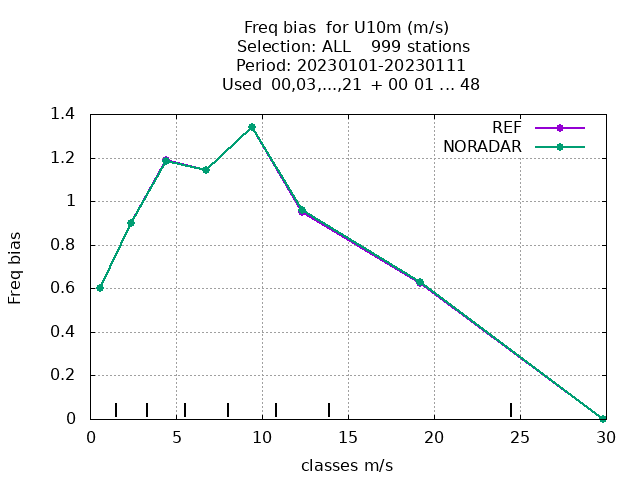 Freq bias  for U10m (m/s)
Selection: ALL    999 stations
Period: 20230101-20230111
Used  00,03,...,21  + 00 01 ... 48
REF
NORADAR
1.4
1.2
1
0.8
0.6
0.4
0.2
0
Freq bias
0 5 10 15 20 25 30
classes m/s